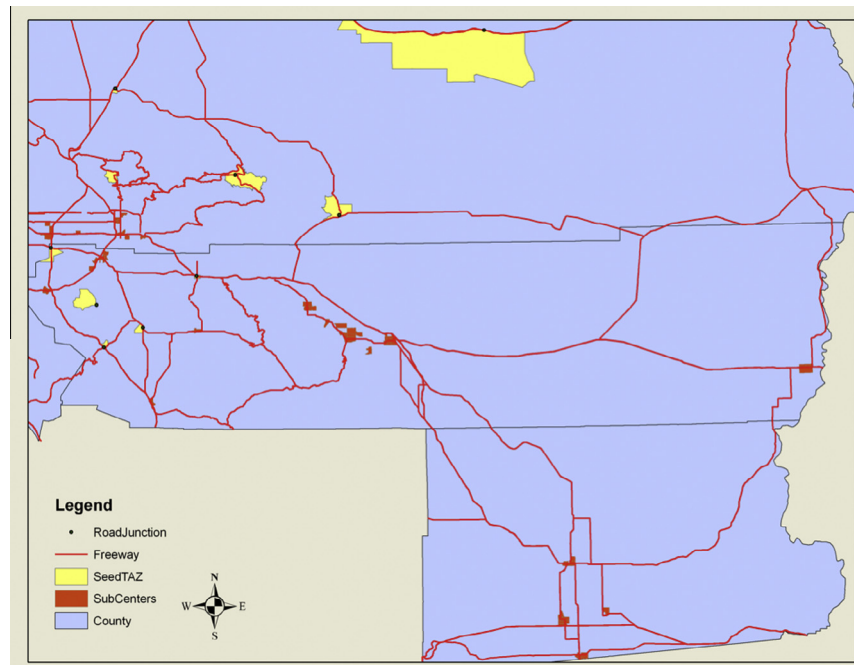 Legend
RoadJunction
Freeway
SeedTAZ
SubCenters
County
N
W E
S